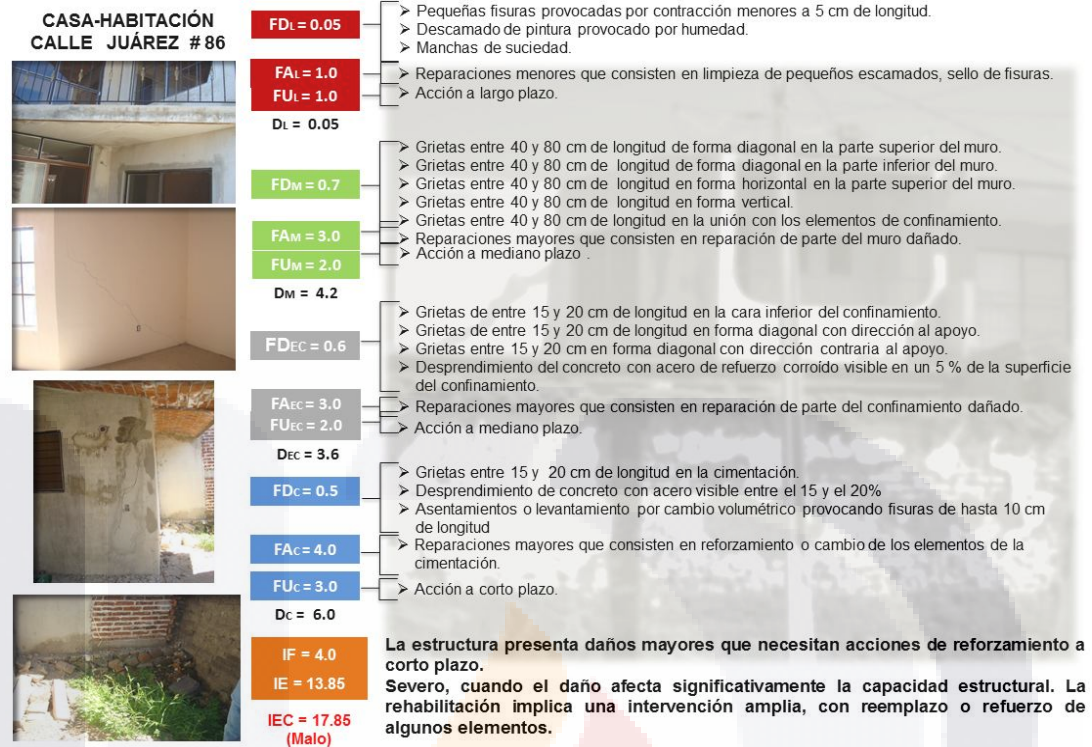 CASA-HABITACIÓN
CALLE JUÁREZ # 86
FDL = 0.05
➢ Pequeñas fisuras provocadas por contracción menores a 5 cm de longitud.
➢ Descamado de pintura provocado por humedad.
➢ Manchas de suciedad.
FAL = 1.0
➢ Reparaciones menores que consisten en limpieza de pequeños escamados, sello de fisuras.
FUL = 1.0
➢ Acción a largo plazo.
DL = 0.05
FDM = 0.7
➢ Grietas entre 40 y 80 cm de longitud de forma diagonal en la parte superior del muro.
➢ Grietas entre 40 y 80 cm de longitud de forma diagonal en la parte inferior del muro.
➢ Grietas entre 40 y 80 cm de longitud en forma horizontal en la parte superior del muro.
➢ Grietas entre 40 y 80 cm de longitud en forma vertical.
➢ Grietas entre 40 y 80 cm de longitud en la unión con los elementos de confinamiento.
FAM = 3.0
➢ Reparaciones mayores que consisten en reparación de parte del muro dañado.
FUM = 2.0
➢ Acción a mediano plazo .
DM = 4.2
FDEC = 0.6
➢ Grietas de entre 15 y 20 cm de longitud en la cara inferior del confinamiento.
➢ Grietas de entre 15 y 20 cm de longitud en forma diagonal con dirección al apoyo.
➢ Grietas entre 15 y 20 cm en forma diagonal con dirección contraria al apoyo.
➢ Desprendimiento del concreto con acero de refuerzo corroído visible en un 5 % de la superficie
del confinamiento.
FAEC = 3.0
➢ Reparaciones mayores que consisten en reparación de parte del confinamiento dañado.
FUEC = 2.0
➢ Acción a mediano plazo.
DEC = 3.6
FDC = 0.5
➢ Grietas entre 15 y 20 cm de longitud en la cimentación.
➢ Desprendimiento de concreto con acero visible entre el 15 y el 20%
➢ Asentamientos o levantamiento por cambio volumétrico provocando fisuras de hasta 10 cm
de longitud
FAC = 4.0
➢ Reparaciones mayores que consisten en reforzamiento o cambio de los elementos de la
cimentación.
FUC = 3.0
➢ Acción a corto plazo.
DC = 6.0
IF = 4.0
IE = 13.85
IEC = 17.85
(Malo)
La estructura presenta daños mayores que necesitan acciones de reforzamiento a
corto plazo.
Severo, cuando el daño afecta significativamente la capacidad estructural. La
rehabilitación implica una intervención amplia, con reemplazo o refuerzo de
algunos elementos.